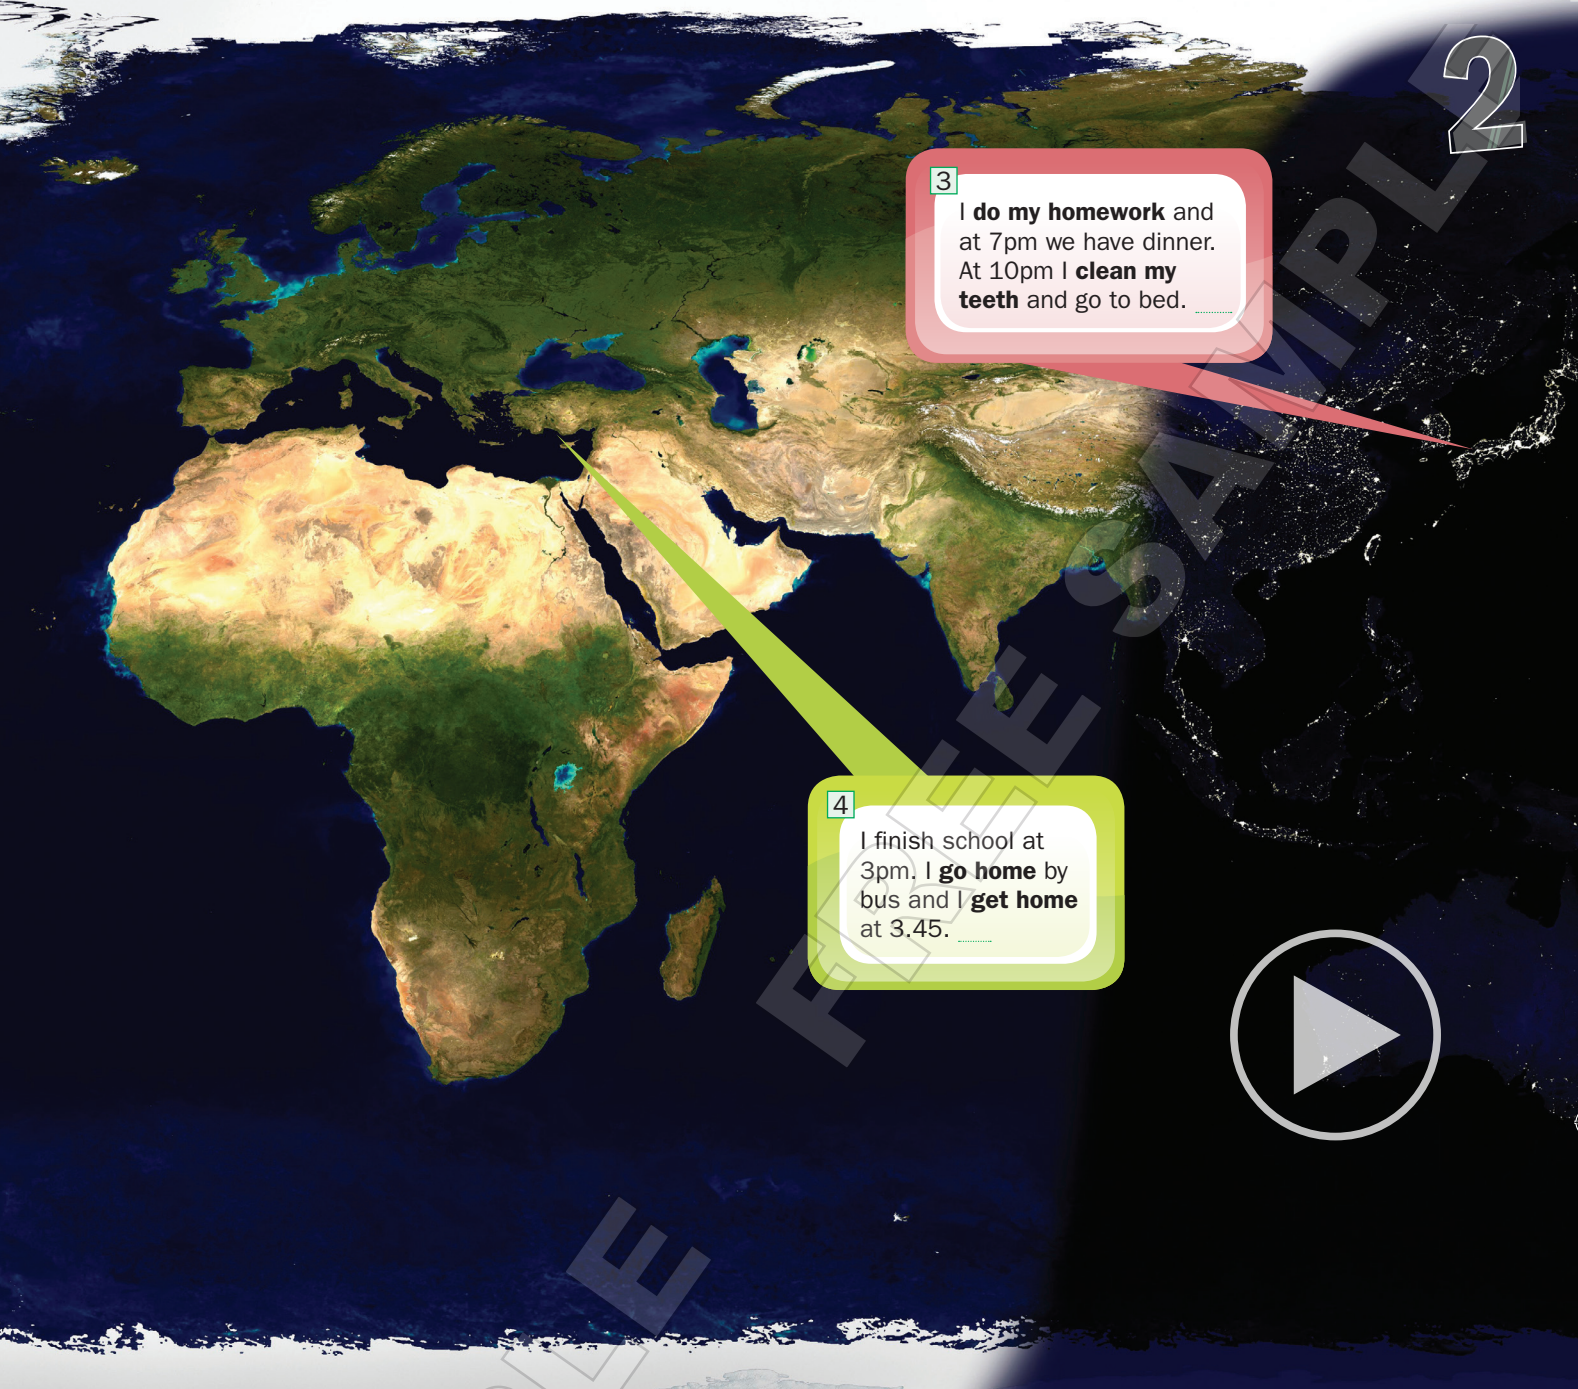 2
3
I do my homework and
at 7pm we have dinner.
At 10pm I clean my
teeth and go to bed.
4
I finish school at
3pm. I go home by
bus and I get home
at 3.45.
FREE SAMPLE
LE